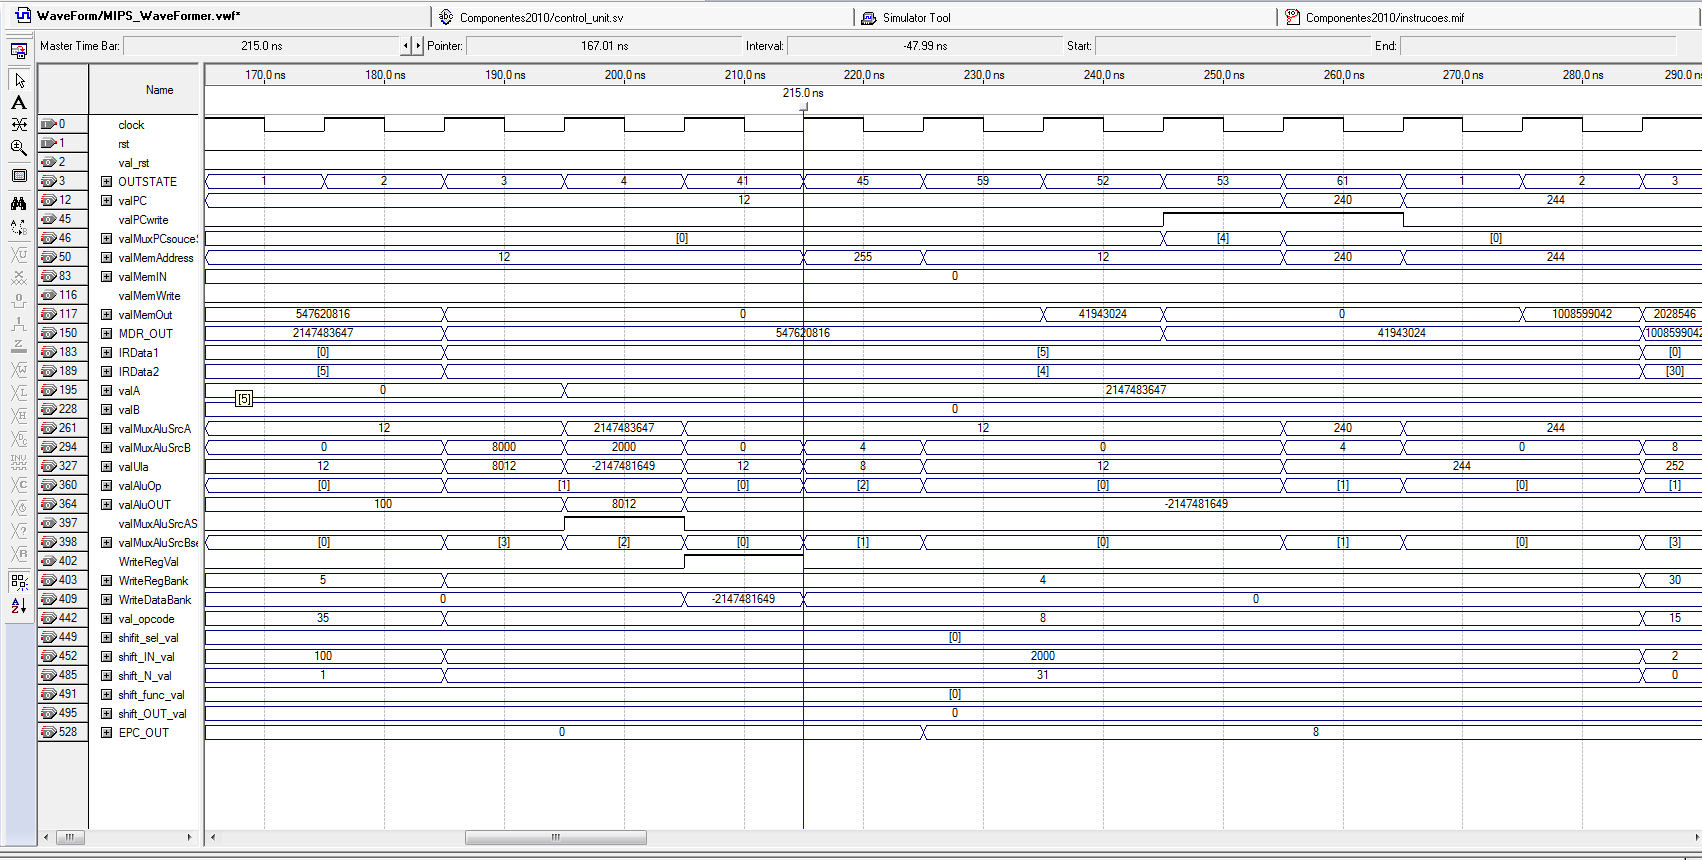 WaveForm/MIPS_WaveFormer.vwf*
Componentes2010/control_unit.sv
Simulator Tool
Componentes2010/instrucoes.mif
Master Time Bar: 215.0 ns Pointer: 167.01 ns Interval: -47.99 ns Start: End:
Name 170.0 ns 180.0 ns 190.0 ns 200.0 ns 210.0 ns 220.0 ns 230.0 ns 240.0 ns 250.0 ns 260.0 ns 270.0 ns 280.0 ns 290.0 ns
215.0 ns
0 clock
1 rst
2 val_rst
3 OUTSTATE 1 2 3 4 41 45 59 52 53 61 1 2 3
12 valPC 12 240 244
45 valPCwrite
46 valMuxPCsouceS [0] [4] [0]
50 valMemAddress 12 255 12 240 244
83 valMemIN 0
116 valMemWrite
117 valMemOut 547620816 0 41943024 0 1008599042 2028546
150 MDR_OUT 2147483647 547620816 41943024 1008599042
183 IRData1 [0] [5] [0]
189 IRData2 [5] [4] [30]
195 valA 0 2147483647
[5]
228 valB 0
261 valMuxAluSrcA 12 2147483647 12 240 244
294 valMuxAluSrcB 0 8000 2000 0 4 0 4 0 8
327 valUla 12 8012 -2147481649 12 8 12 244 252
360 valAluOp [0] [1] [0] [2] [0] [1] [0] [1]
364 valAluOUT 100 8012 -2147481649
397 valMuxAluSrcAS
398 valMuxAluSrcBse [0] [3] [2] [0] [1] [0] [1] [0] [3]
402 WriteRegVal
403 WriteRegBank 5 4 30
409 WriteDataBank 0 -2147481649 0
442 val_opcode 35 8 15
449 shifit_sel_val [0]
452 shift_IN_val 100 2000 2
485 shift_N_val 1 31 0
491 shift_func_val [0]
495 shift_OUT_val 0
528 EPC_OUT 0 8